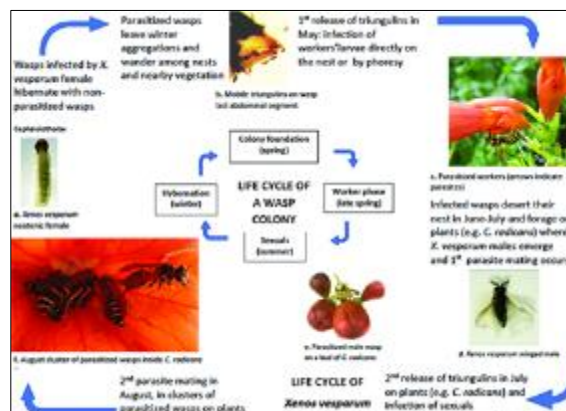 Wasps infected by X.
vesparum female
hibernate with non-
parasitized wasps
Parasitized wasps
leave winter
aggregations and
wander among nests
and nearby vegetation
1st release of triungulins in
May: Infection of
workers'larvae directly on
the nest or by phoresy
b. Mobile triungulins on wasp
last abdominal segment
Cephalothorax
a. Xenos vesparum
neotenic female
Colony foundation
(spring)
Hybernation
(winter)
LIFE CYCLE OF
A WASP
COLONY
Worker phase
(late spring)
Sexuals
(summer)
c. Parasitized workers (arrows indicate
parasites)
Infected wasps desert their
nest in June-July and forage on
plants (e.g. C. radicans) where
X. vesparum males emerge
and 1st parasite mating occurs
d. Xenos vesparum winged male
e. Parasitized male wasp
on a leaf of C. radicans
f. August cluster of parasitized wasps inside C. radicans
2nd parasite mating in
August, in clusters of
parasitized wasps on plants
LIFE CYCLE OF
Xenos vesparum
2nd release of triungulins in July
on plants (e.g. C. radicans) and
infection of sexuals